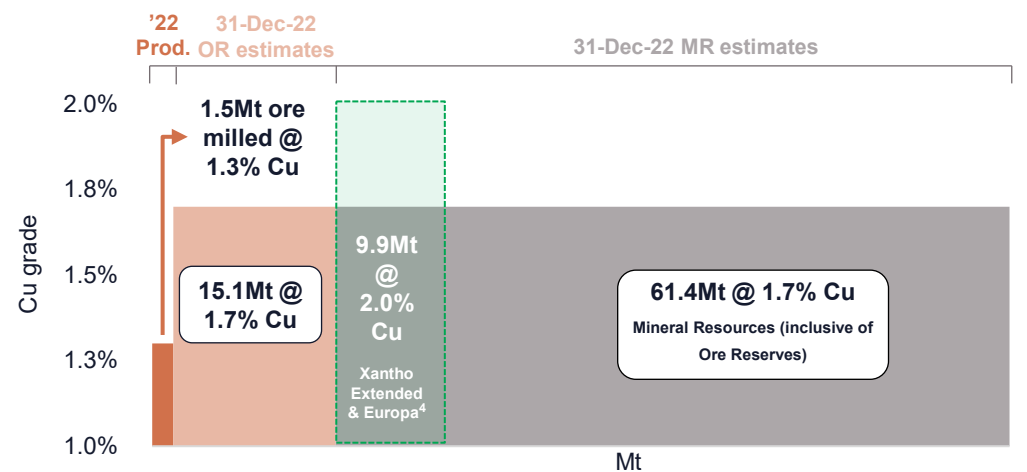 ’22
Prod.
31-Dec-22
OR estimates
31-Dec-22 MR estimates
Cu grade
2.0%
1.8%
1.5%
1.3%
1.0%
1.5Mt ore
milled @
1.3% Cu
15.1Mt @
1.7% Cu
9.9Mt
@
2.0%
Cu
Xantho
Extended
& Europa4
61.4Mt @ 1.7% Cu
Mineral Resources (inclusive of
Ore Reserves)
Mt